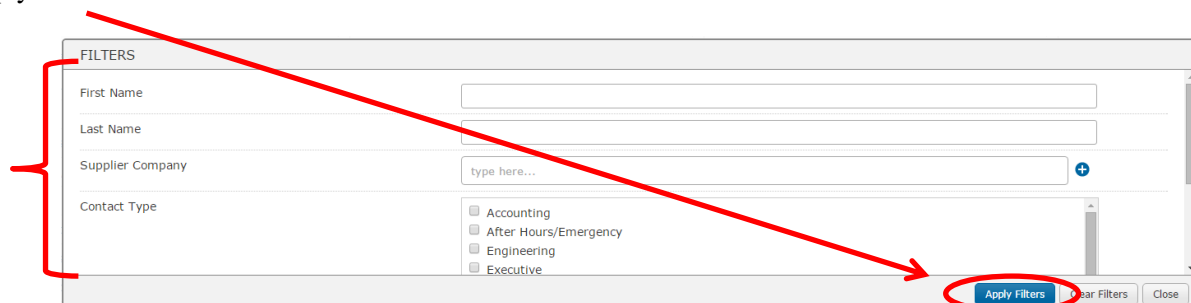 FILTERS
First Name
Last Name
Supplier Company
type here...
Contact Type
Accounting
After Hours/Emergency
Engineering
Executive
Apply Filters Clear Filters Close